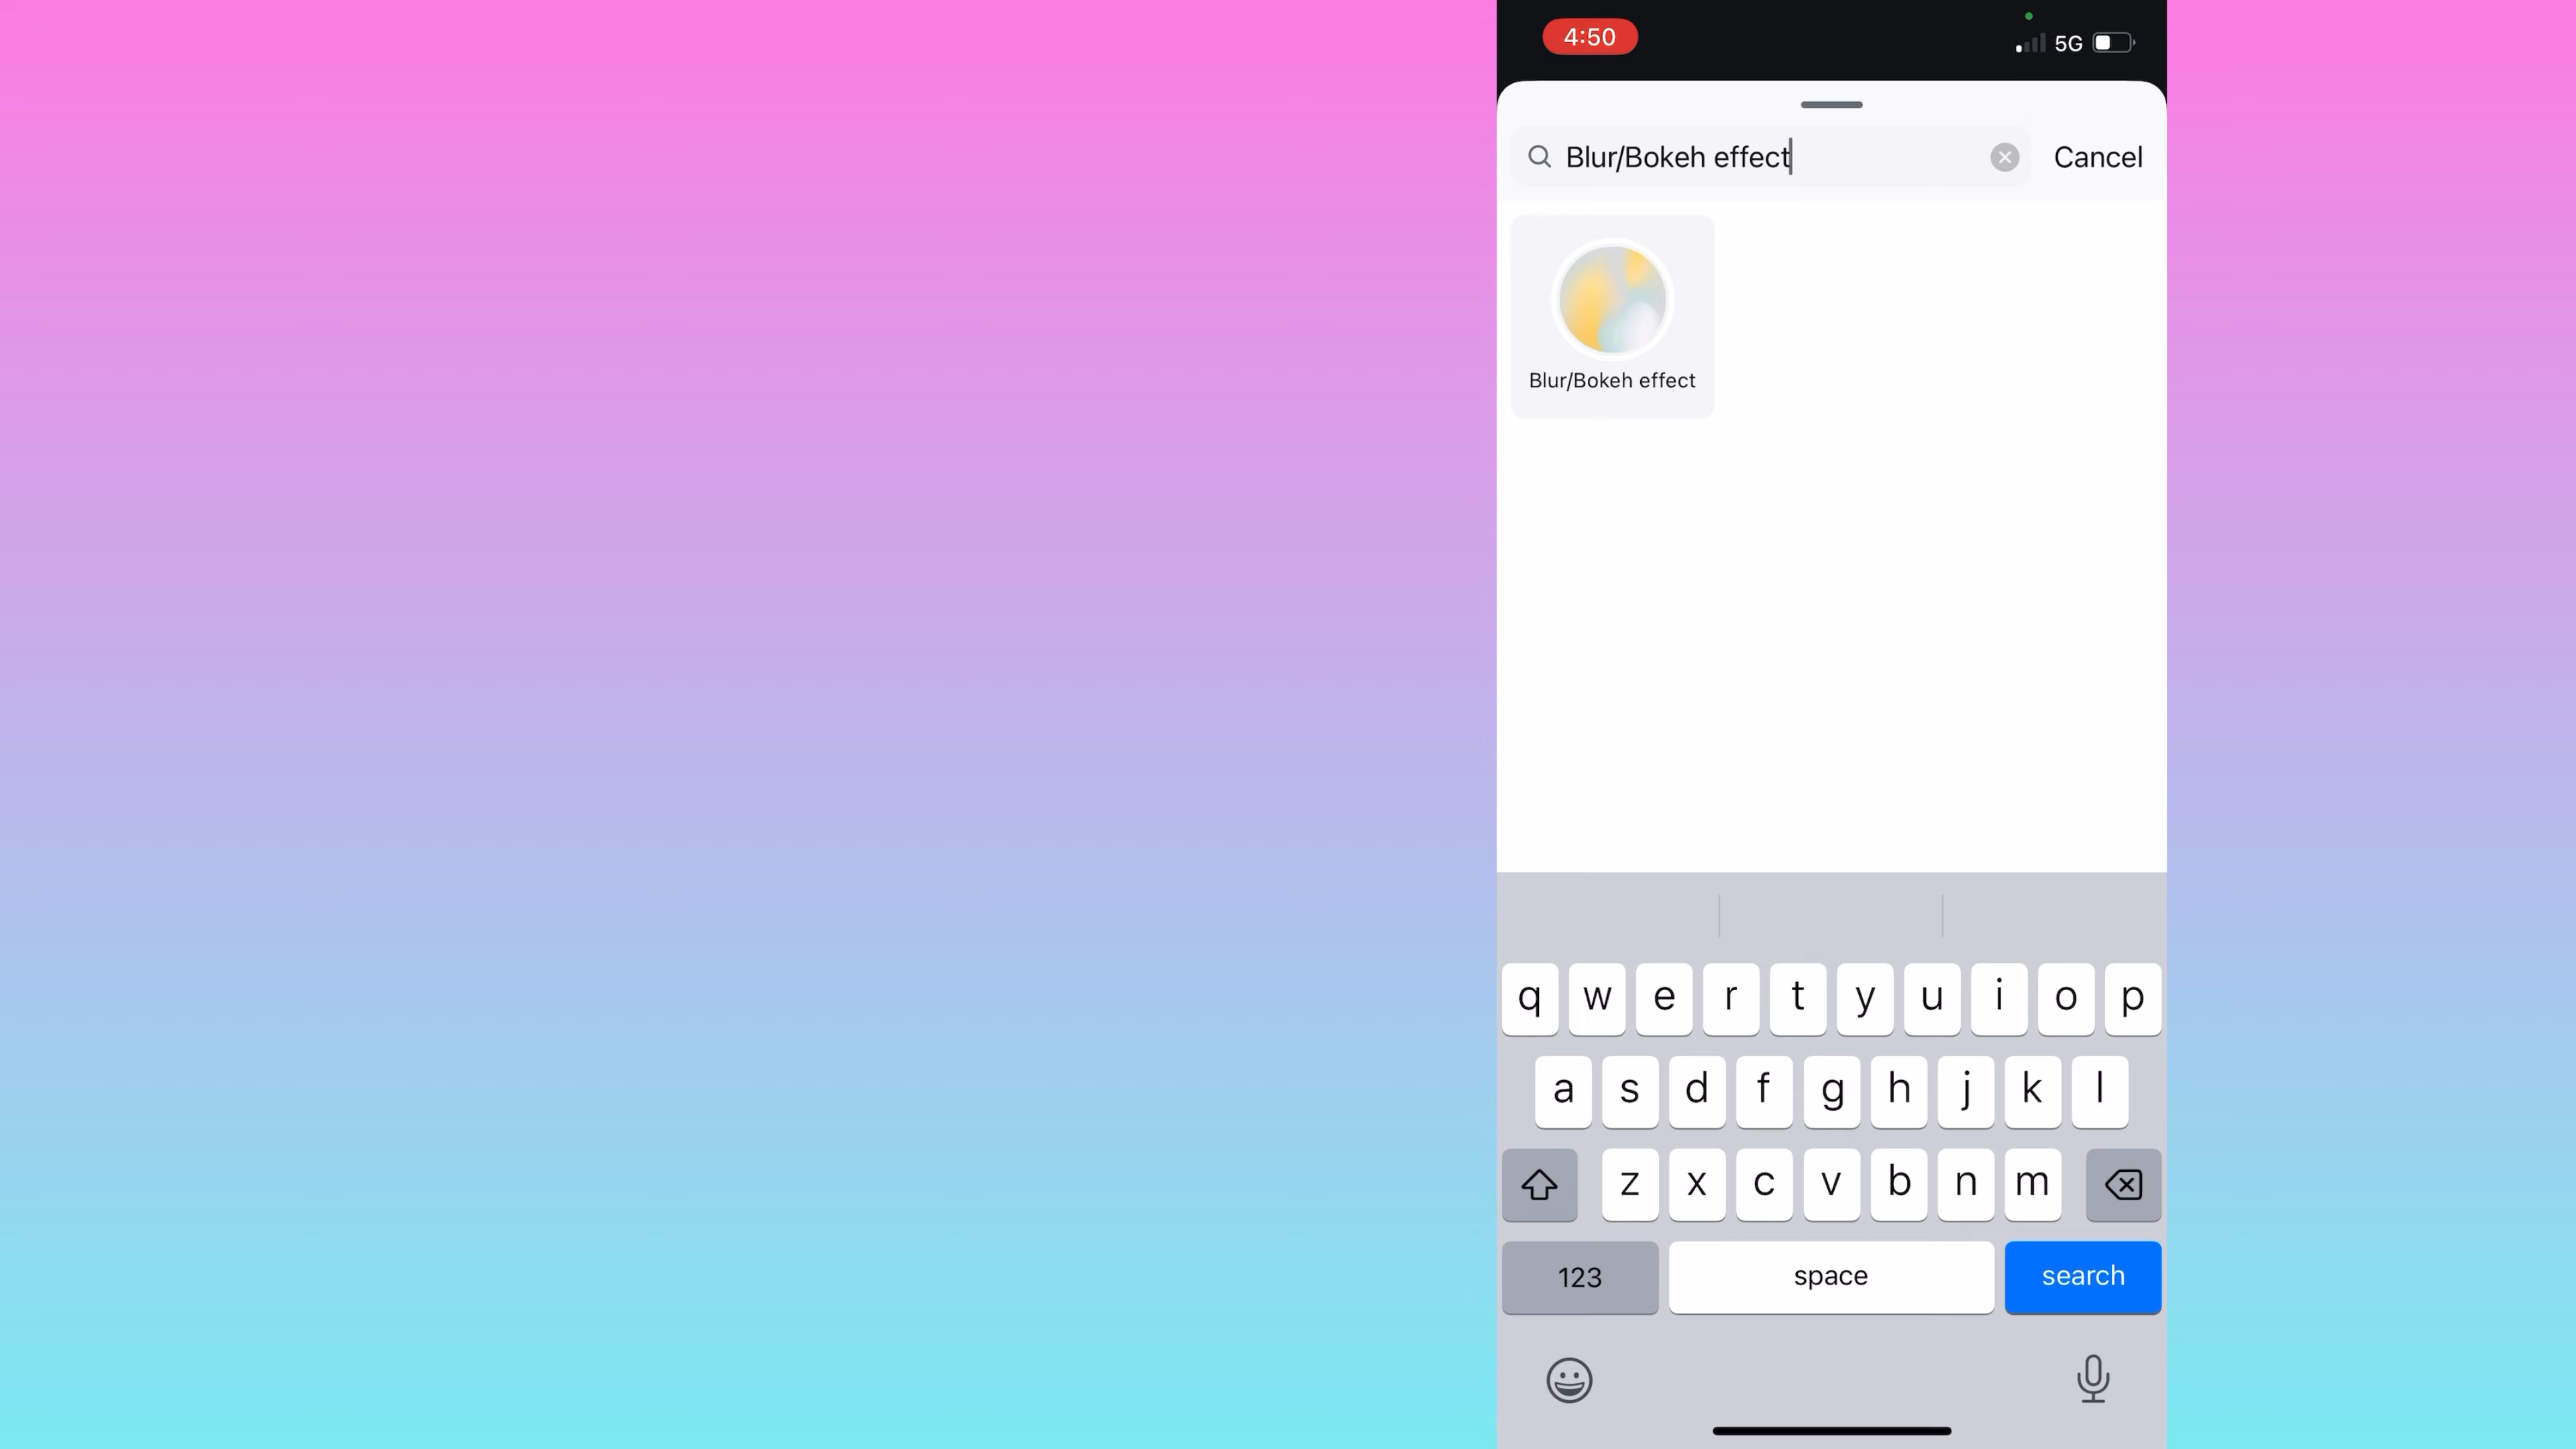 4:50
5G
Blur/Bokeh effect
Cancel
Blur/Bokeh effect
q w e r t y u i o p
a s d f g h j k l
z x c v b n m
123 space search